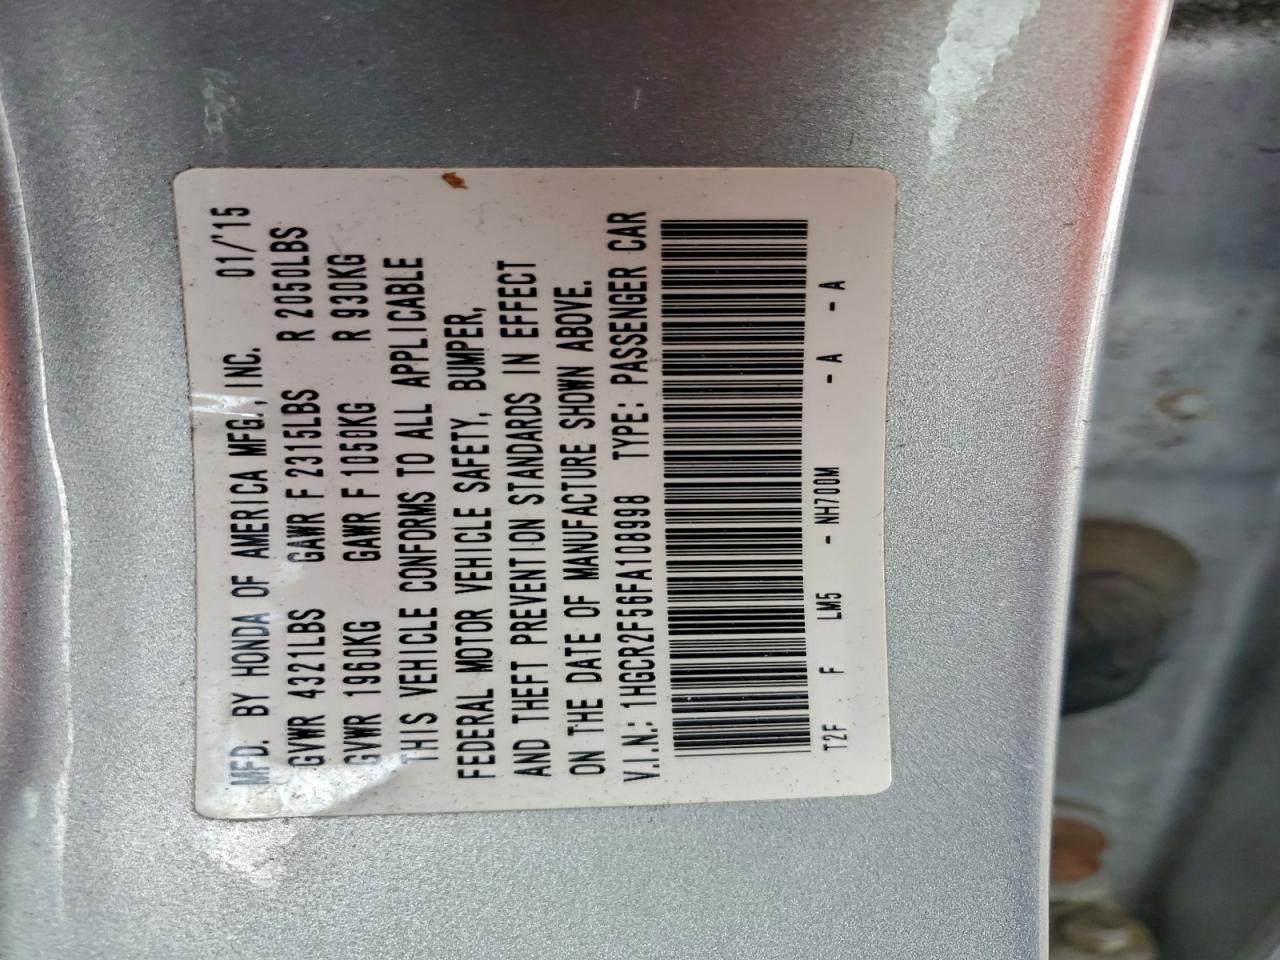 MFD. BY HONDA OF AMERICA MFG., INC. 01/'15
GVWR 4321LBS GAWR F 2315LBS R 2050LBS
GVWR 1960KG GAWR F 1050KG R 930KG
THIS VEHICLE CONFORMS TO ALL APPLICABLE
FEDERAL MOTOR VEHICLE SAFETY, BUMPER,
AND THEFT PREVENTION STANDARDS IN EFFECT
ON THE DATE OF MANUFACTURE SHOWN ABOVE.
V.I.N.: 1HGCR2F56FA108998 TYPE: PASSENGER CAR
T2F F LM5 - NH700M - A - A